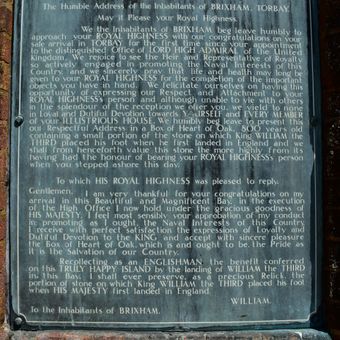 The Humble Address of the Inhabitants of BRIXHAM, TORBAY.
May it Please your Royal Highness.
We the Inhabitants of BRIXHAM beg leave humbly to
approach your ROYAL HIGHNESS with our congratulations on your
safe arrival in TORBAY for the first time since your appointment
to the distinguished Office of LORD HIGH ADMIRAL of the United
Kingdom. We rejoice to see the Heir and Representative of Royalty
so actively engaged in promoting the Naval Interests of this
Country and we sincerely pray that life and health may long be
given to your ROYAL HIGHNESS for the completion of the important
objects you have in hand. We felicitate ourselves on having this
opportunity of expressing our Respect and Attachment to your
ROYAL HIGHNESS's person and although unable to vie with others
in the splendour of the reception we offer you, we yield to none
in Loyal and Dutiful Devotion towards YOURSELF and EVERY MEMBER
of your ILLUSTRIOUS HOUSE. We humbly beg leave to present this
our Respectful Address in a Box of Heart of Oak, 800 years old
containing a small portion of the stone on which King WILLIAM the
THIRD placed his foot when he first landed in England and we
shall from henceforth value this stone the more highly from its
having had the honour of bearing your ROYAL HIGHNESS's person
when you stepped ashore this day.
To which HIS ROYAL HIGHNESS was pleased to reply.
Gentlemen,
I am very thankful for your congratulations on my
arrival in this Beautiful and Magnificent Bay, in the execution
of the High Office I now hold under the gracious goodness of
HIS MAJESTY. I feel most sensibly your approbation of my conduct
in promoting as I ought, the Naval Interests of this Country.
I receive with perfect satisfaction the expressions of Loyalty and
Dutiful Devotion to the KING and accept with sincere pleasure
the Box of Heart of Oak, which is and ought to be the Pride as
it is the Salvation of our Country.
Recollecting as an ENGLISHMAN the benefit conferred
on this TRULY HAPPY ISLAND by the landing of WILLIAM the THIRD
in this Bay, I shall ever preserve, as a precious Relick, the
portion of stone on which King WILLIAM the THIRD placed his foot
when HIS MAJESTY first landed in England.
WILLIAM.
To the Inhabitants of BRIXHAM.